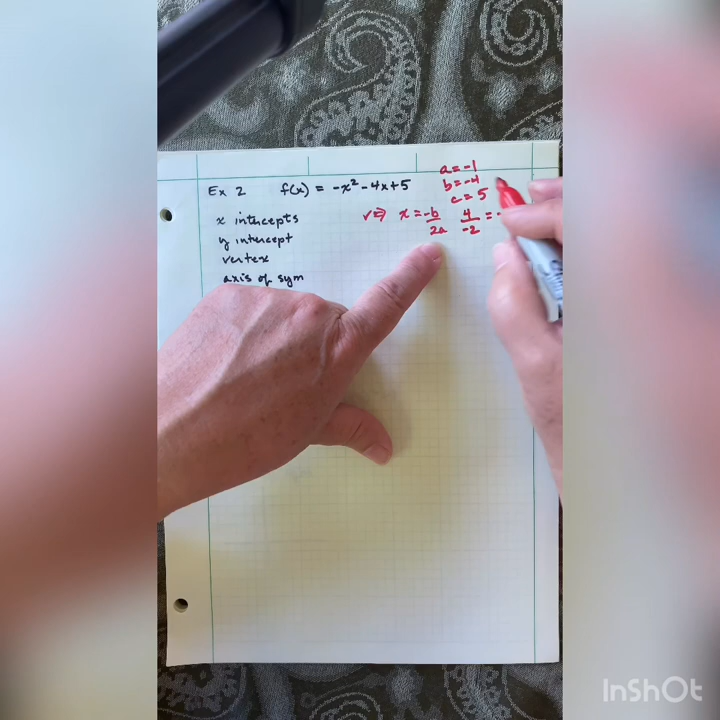 Ex 2 f(x) = -x² - 4x + 5
a = -1
b = -4
c = 5
x intercepts
V ⇒ x = -b/2a 4/-2 = -
y intercept
vertex
axis of sym
InShOt